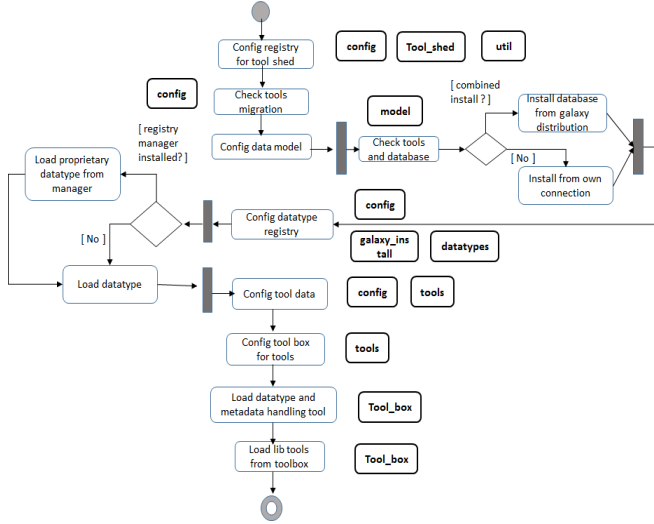 Config registry
for tool shed
config
Tool_shed
util
config
Check tools
migration
[ combined
install ? ]
Install database
from galaxy
distribution
model
[ registry
manager
installed? ]
Config data model
Check tools
and database
[ No ]
Load proprietary
datatype from
manager
Install from own
connection
config
Config datatype
registry
[ No ]
galaxy_ins
tall
datatypes
Load datatype
Config tool data
config
tools
Config tool box
for tools
tools
Load datatype and
metadata handling tool
Tool_box
Load lib tools
from toolbox
Tool_box